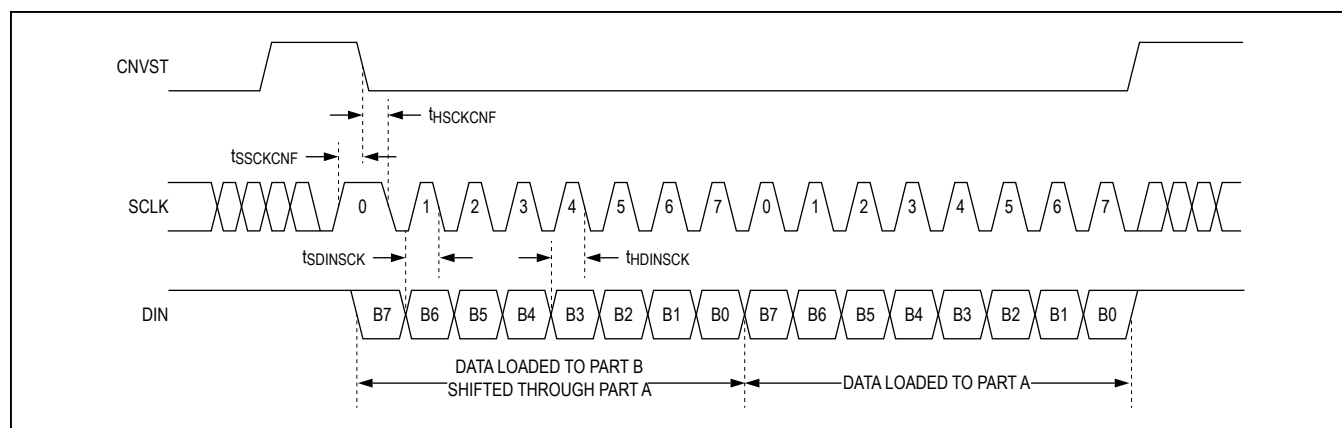 CNVST
tHSCKCNF
tSSCKCNF
SCLK
0 1 2 3 4 5 6 7 0 1 2 3 4 5 6 7
tSDINSCK
tHDINSCK
DIN
B7 B6 B5 B4 B3 B2 B1 B0 B7 B6 B5 B4 B3 B2 B1 B0
DATA LOADED TO PART B
SHIFTED THROUGH PART A
DATA LOADED TO PART A